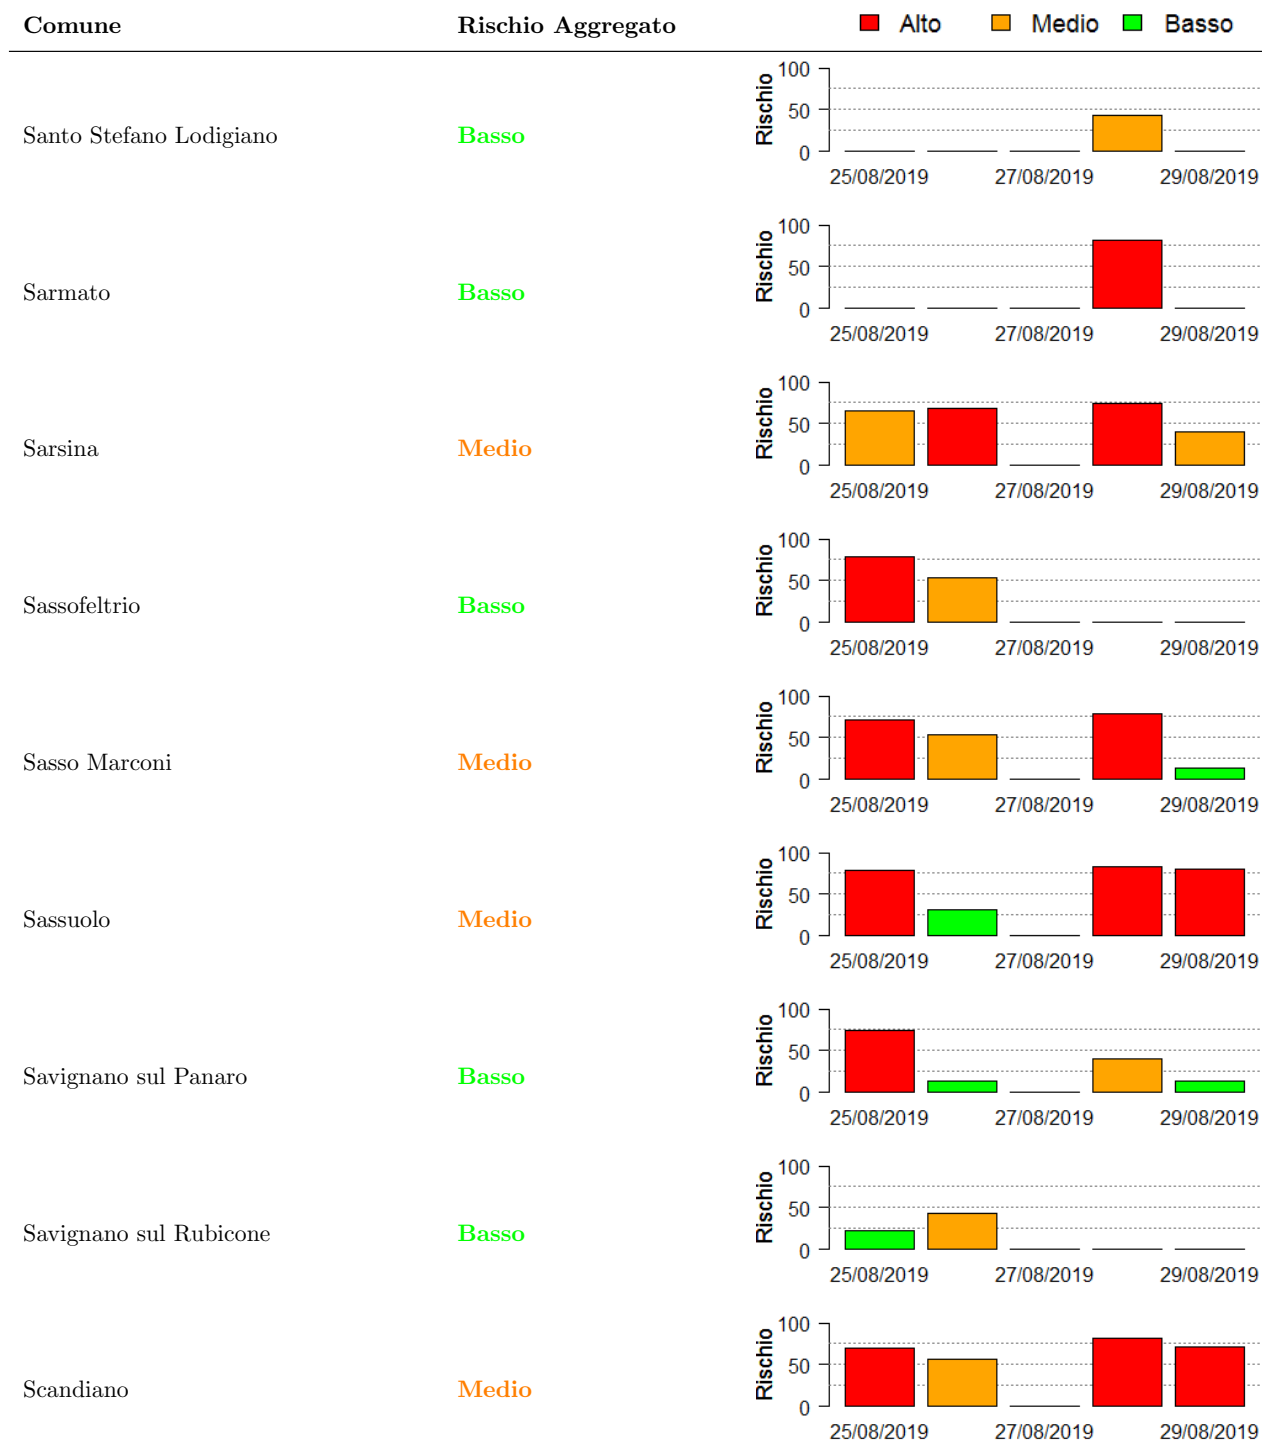 Comune Rischio Aggregato Alto Medio Basso
100
50
0
Rischio
Santo Stefano Lodigiano Basso
25/08/2019 27/08/2019 29/08/2019
100
50
0
Rischio
Sarmato Basso
25/08/2019 27/08/2019 29/08/2019
100
50
0
Rischio
Sarsina Medio
25/08/2019 27/08/2019 29/08/2019
100
50
0
Rischio
Sassofeltrio Basso
25/08/2019 27/08/2019 29/08/2019
100
50
0
Rischio
Sasso Marconi Medio
25/08/2019 27/08/2019 29/08/2019
100
50
0
Rischio
Sassuolo Medio
25/08/2019 27/08/2019 29/08/2019
100
50
0
Rischio
Savignano sul Panaro Basso
25/08/2019 27/08/2019 29/08/2019
100
50
0
Rischio
Savignano sul Rubicone Basso
25/08/2019 27/08/2019 29/08/2019
100
50
0
Rischio
Scandiano Medio
25/08/2019 27/08/2019 29/08/2019